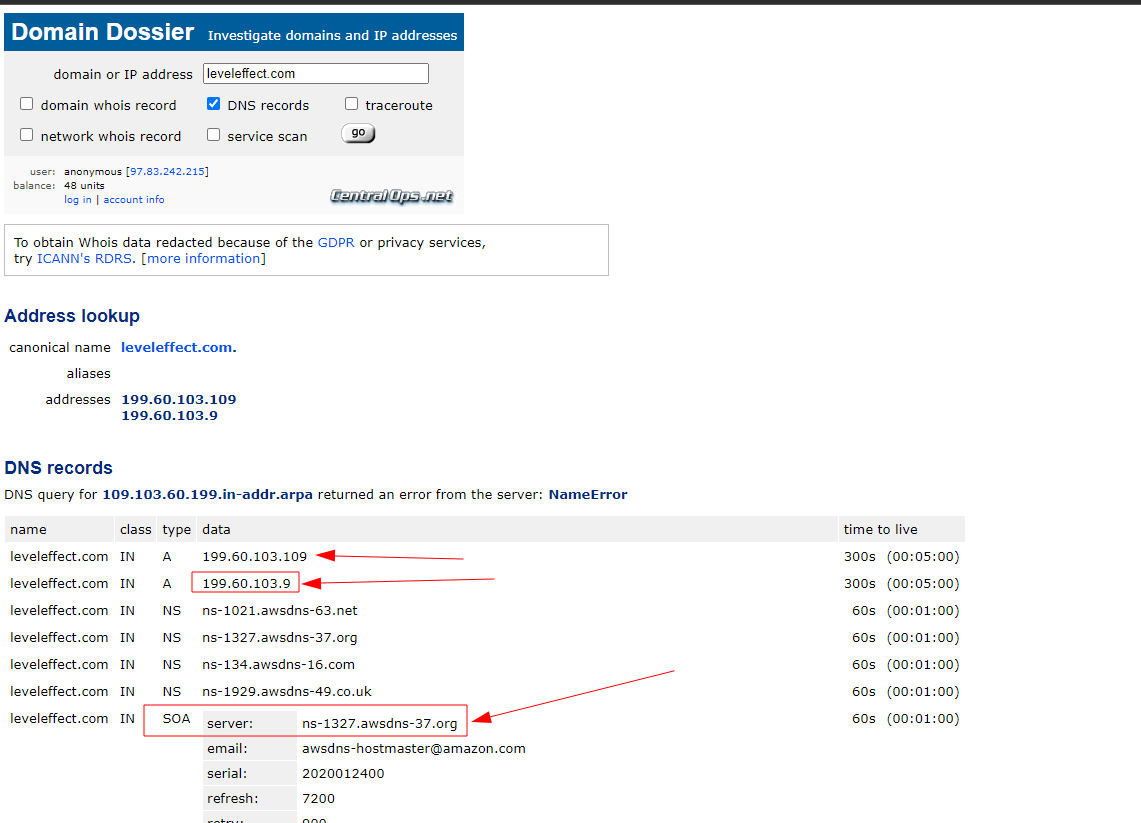 Domain Dossier Investigate domains and IP addresses
domain or IP address leveleffect.com
domain whois record DNS records traceroute
network whois record service scan go
user: anonymous [97.83.242.215]
balance: 48 units
log in | account info
CentralOps.net
To obtain Whois data redacted because of the GDPR or privacy services,
try ICANN's RDRS. [more information]
Address lookup
canonical name leveleffect.com.
aliases
addresses 199.60.103.109
199.60.103.9
DNS records
DNS query for 109.103.60.199.in-addr.arpa returned an error from the server: NameError
name class type data time to live
leveleffect.com IN A 199.60.103.109 300s (00:05:00)
leveleffect.com IN A 199.60.103.9 300s (00:05:00)
leveleffect.com IN NS ns-1021.awsdns-63.net 60s (00:01:00)
leveleffect.com IN NS ns-1327.awsdns-37.org 60s (00:01:00)
leveleffect.com IN NS ns-134.awsdns-16.com 60s (00:01:00)
leveleffect.com IN NS ns-1929.awsdns-49.co.uk 60s (00:01:00)
leveleffect.com IN SOA server: ns-1327.awsdns-37.org 60s (00:01:00)
email: awsdns-hostmaster@amazon.com
serial: 2020012400
refresh: 7200